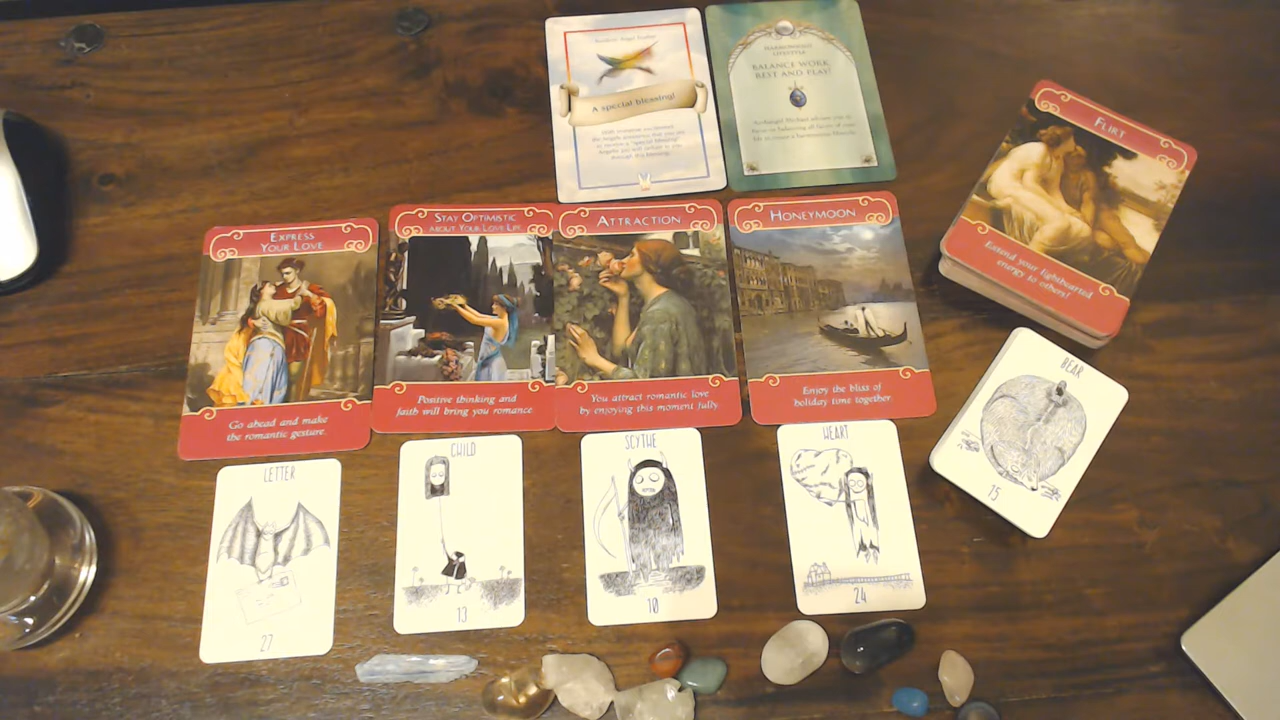 A special blessing!
HARMONIOUS
LIFESTYLE
BALANCE WORK
REST AND PLAY!
EXPRESS
YOUR LOVE
Go ahead and make
the romantic gesture.
STAY OPTIMISTIC
ABOUT YOUR LOVE LIFE
Positive thinking and
faith will bring you romance.
ATTRACTION
You attract romantic love
by enjoying this moment fully.
HONEYMOON
Enjoy the bliss of
holiday time together.
FLIRT
Extend your lighthearted
energy to others!
LETTER
27
CHILD
13
SCYTHE
10
HEART
24
BEAR
15